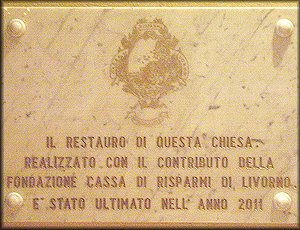 IL RESTAURO DI QUESTA CHIESA.
REALIZZATO CON IL CONTRIBUTO DELLA
FONDAZIONE CASSA DI RISPARMI DI LIVORNO
E' STATO ULTIMATO NELL' ANNO 2011